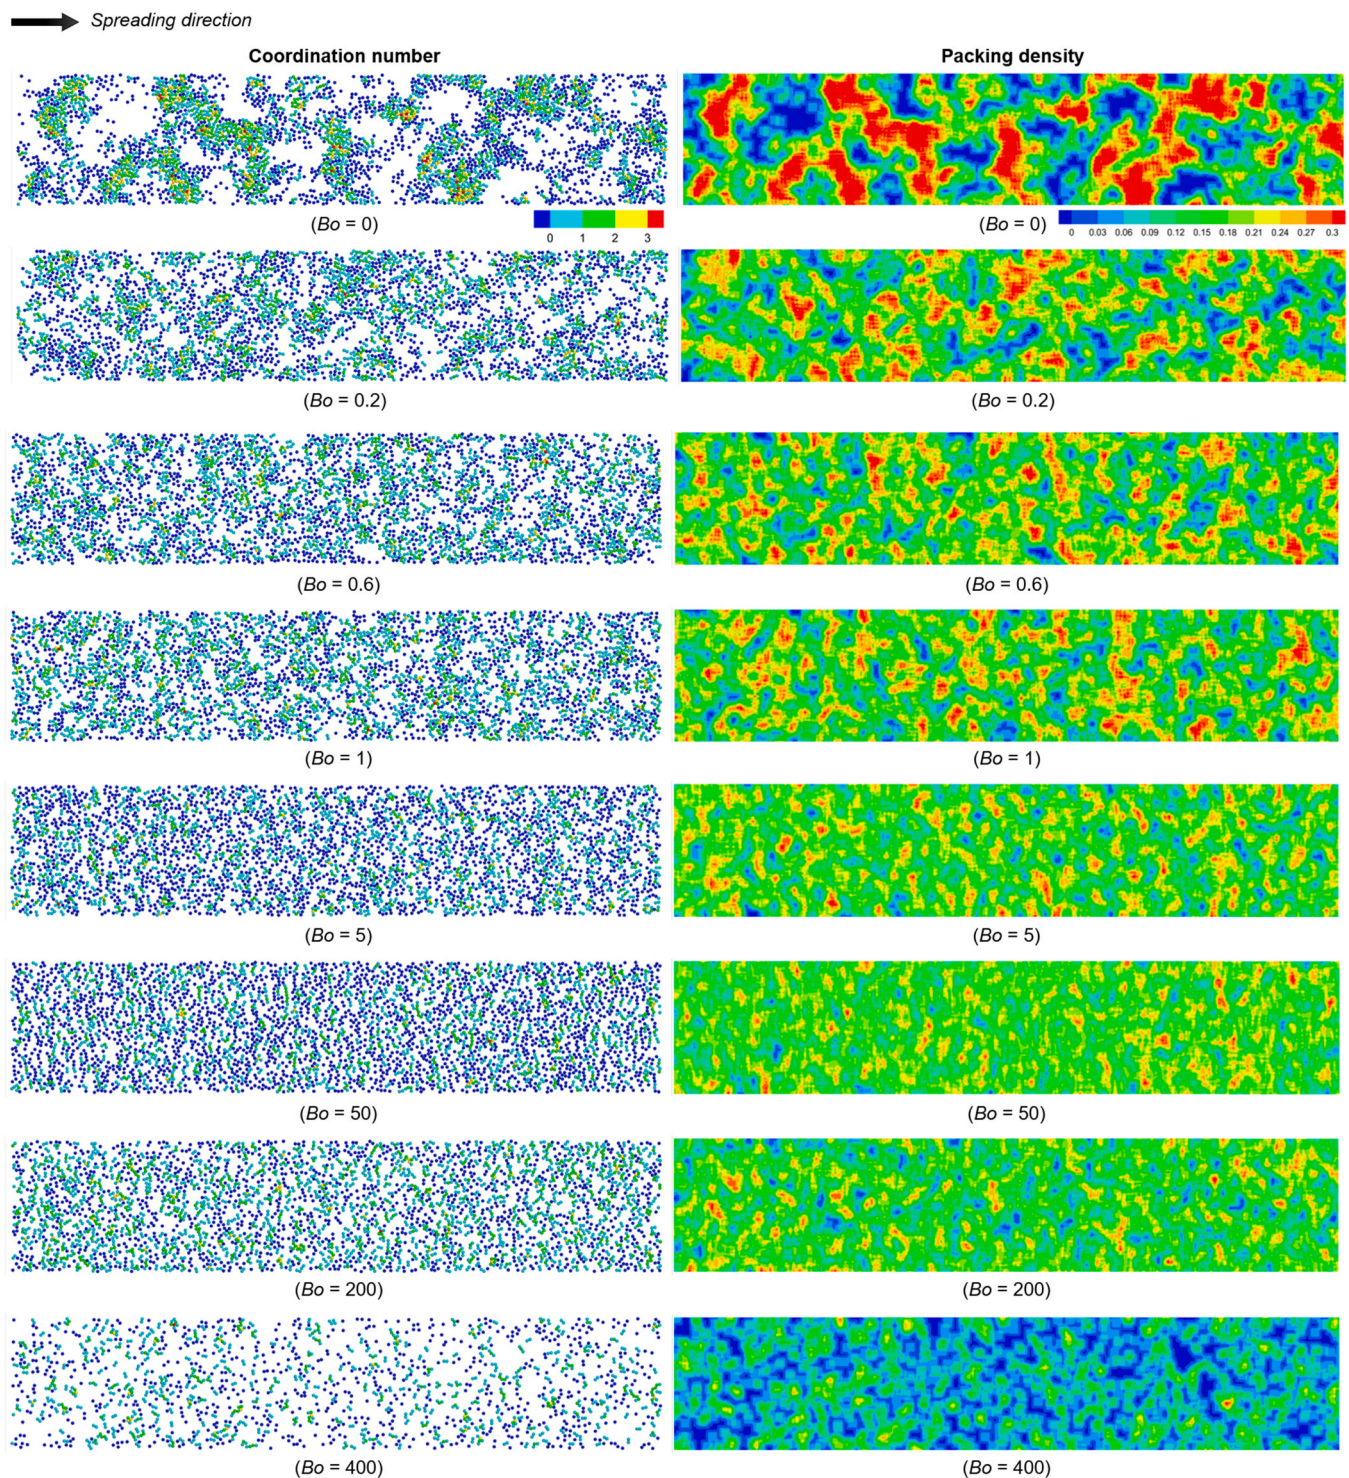 Spreading direction
Coordination number Packing density
(Bo = 0) (Bo = 0)
0 1 2 3 0 0.03 0.06 0.09 0.12 0.15 0.18 0.21 0.24 0.27 0.3
(Bo = 0.2) (Bo = 0.2)
(Bo = 0.6) (Bo = 0.6)
(Bo = 1) (Bo = 1)
(Bo = 5) (Bo = 5)
(Bo = 50) (Bo = 50)
(Bo = 200) (Bo = 200)
(Bo = 400) (Bo = 400)